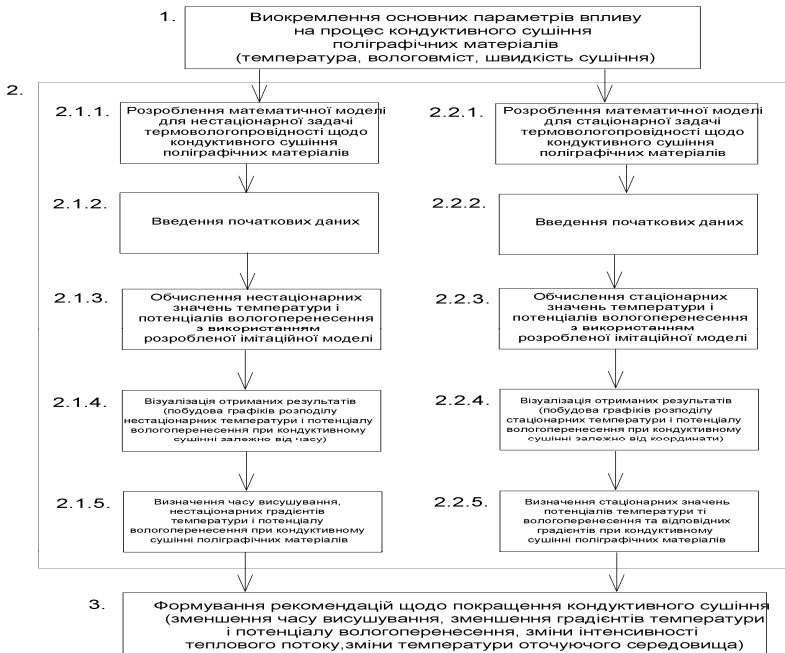 1.
Виокремлення основних параметрів впливу
на процес кондуктивного сушіння
поліграфічних матеріалів
(температура, вологовміст, швидкість сушіння)
2.
2.1.1.
Розроблення математичної моделі
для нестаціонарної задачі
термовологопровідності щодо
кондуктивного сушіння
поліграфічних матеріалів
2.1.2.
Введення початкових даних
2.1.3.
Обчислення нестаціонарних
значень температури і
потенціалів вологоперенесення
з використанням
розробленої імітаційної моделі
2.1.4.
Візуалізація отриманих результатів
(побудова графіків розподілу
нестаціонарних температури і потенціалу
вологоперенесення при кондуктивному
сушінні залежно від часу)
2.1.5.
Визначення часу висушування,
нестаціонарних градієнтів
температури і потенціалу
вологоперенесення при кондуктивному
сушінні поліграфічних матеріалів
2.2.1.
Розроблення математичної моделі
для стаціонарної задачі
термовологопровідності щодо
кондуктивного сушіння
поліграфічних матеріалів
2.2.2.
Введення початкових даних
2.2.3.
Обчислення стаціонарних
значень температури і
потенціалів вологоперенесення
з використанням
розробленої імітаційної моделі
2.2.4.
Візуалізація отриманих результатів
(побудова графіків розподілу
стаціонарних температури і потенціалу
вологоперенесення при кондуктивному
сушінні залежно від координати)
2.2.5.
Визначення стаціонарних значень
потенціалів температури ті
вологоперенесення та відповідних
градієнтів при кондуктивному
сушінні поліграфічних матеріалів
3.
Формування рекомендацій щодо покращення кондуктивного сушіння
(зменшення часу висушування, зменшення градієнтів температури
і потенціалу вологоперенесення, зміни інтенсивності
теплового потоку,зміни температури оточуючого середовища)